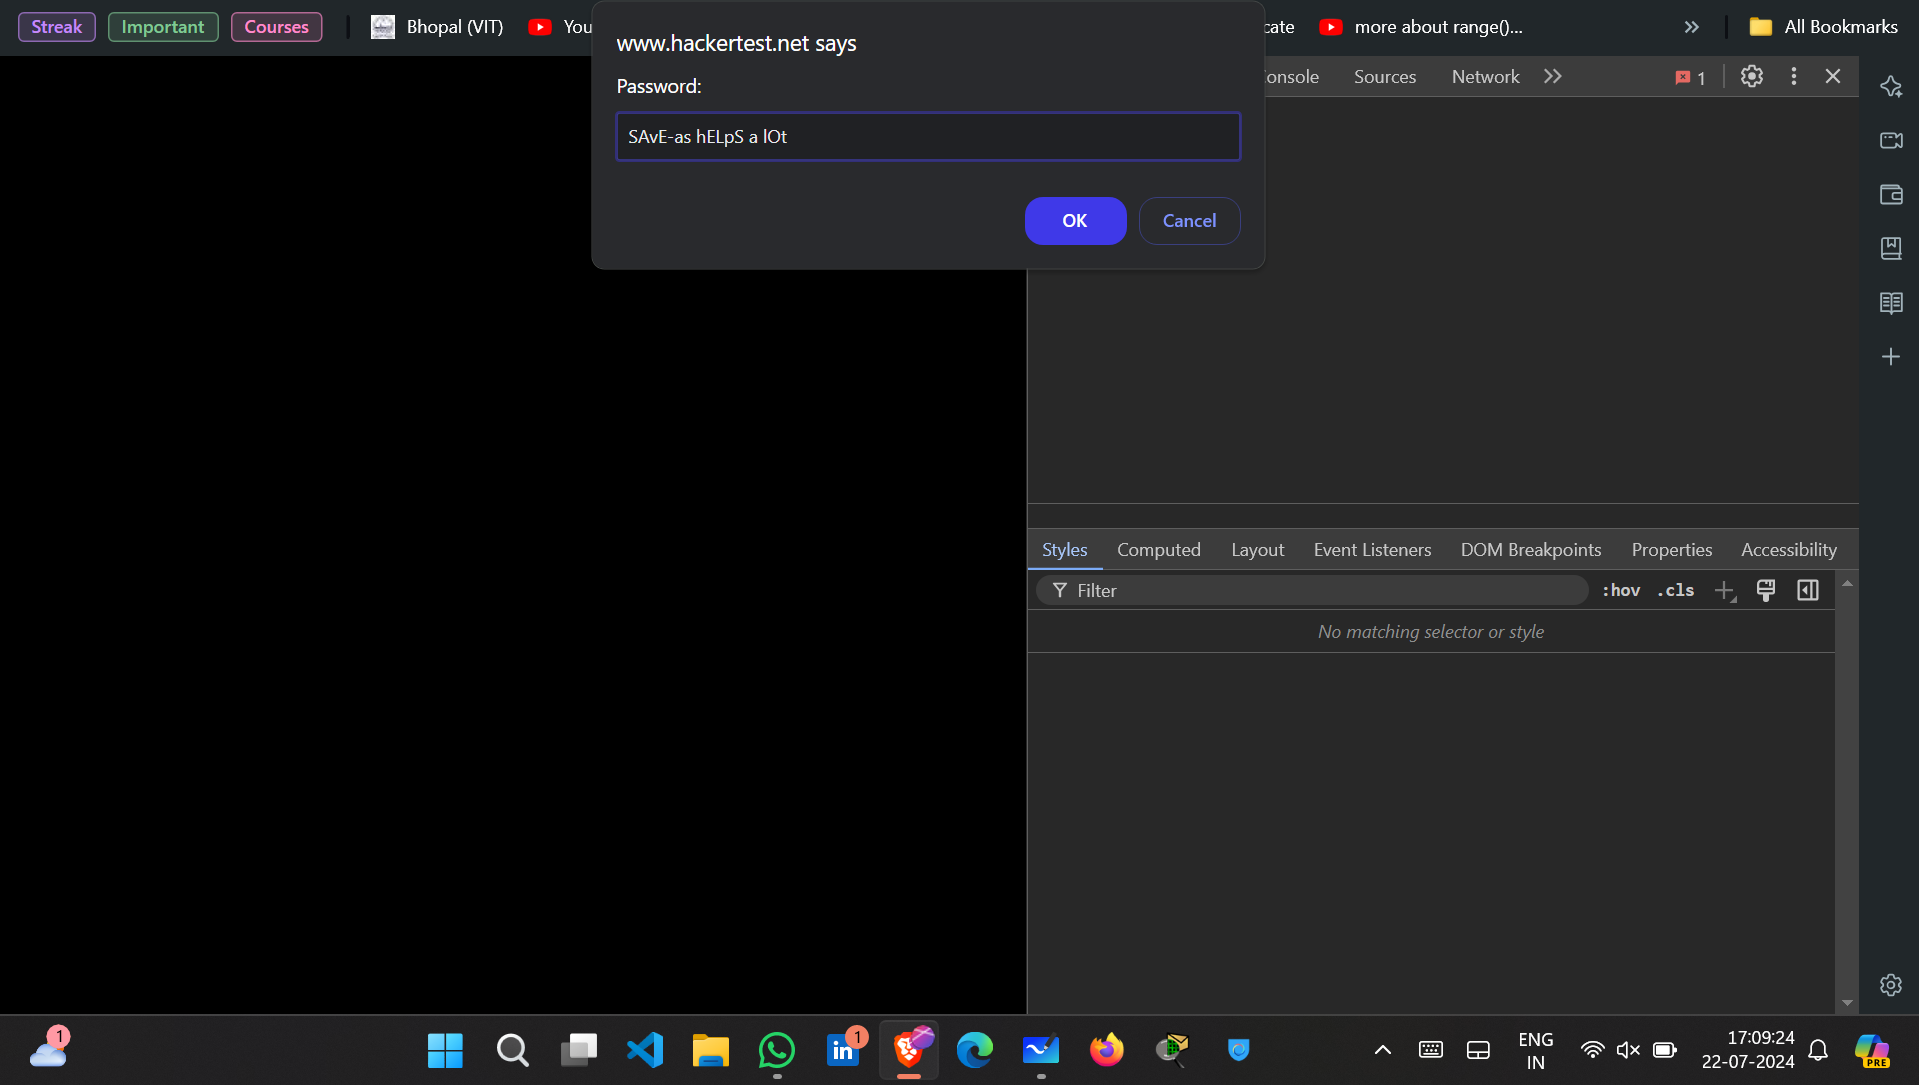 Streak Important Courses Bhopal (VIT) You cate more about range()... All Bookmarks
www.hackertest.net says
Password:
SAvE-as hELpS a lOt
OK Cancel
onsole Sources Network 1
Styles Computed Layout Event Listeners DOM Breakpoints Properties Accessibility
Filter :hov .cls
No matching selector or style
1
in 1
ENG
IN
17:09:24
22-07-2024
PRE